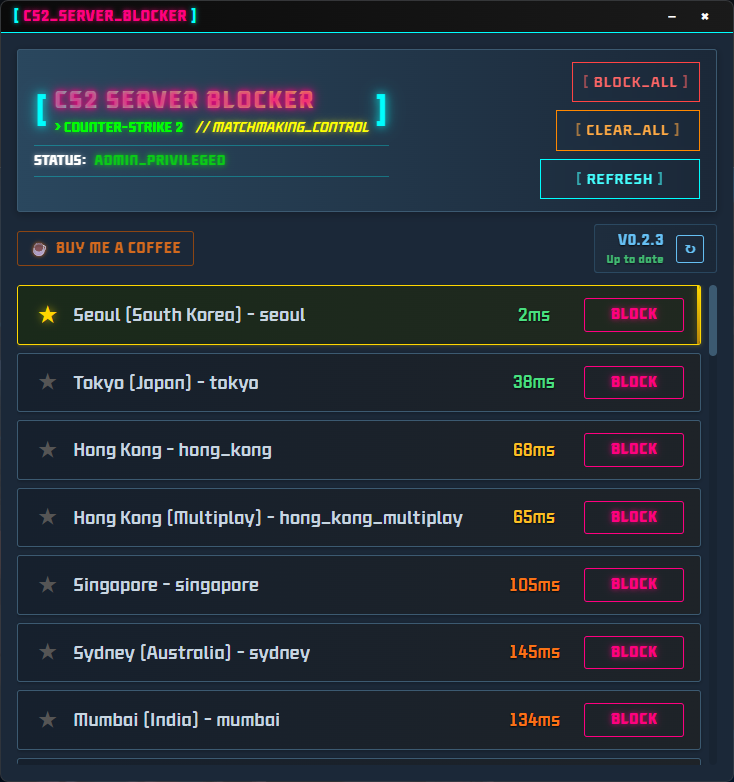 [ CS2_SERVER_BLOCKER ]
[ CS2 SERVER BLOCKER ]
> COUNTER-STRIKE 2 // MATCHMAKING_CONTROL
STATUS: ADMIN_PRIVILEGED
[ BLOCK_ALL ]
[ CLEAR_ALL ]
[ REFRESH ]
BUY ME A COFFEE
V0.2.3
Up to date
Seoul (South Korea) - seoul 2ms BLOCK
Tokyo (Japan) - tokyo 38ms BLOCK
Hong Kong - hong_kong 68ms BLOCK
Hong Kong (Multiplay) - hong_kong_multiplay 65ms BLOCK
Singapore - singapore 105ms BLOCK
Sydney (Australia) - sydney 145ms BLOCK
Mumbai (India) - mumbai 134ms BLOCK